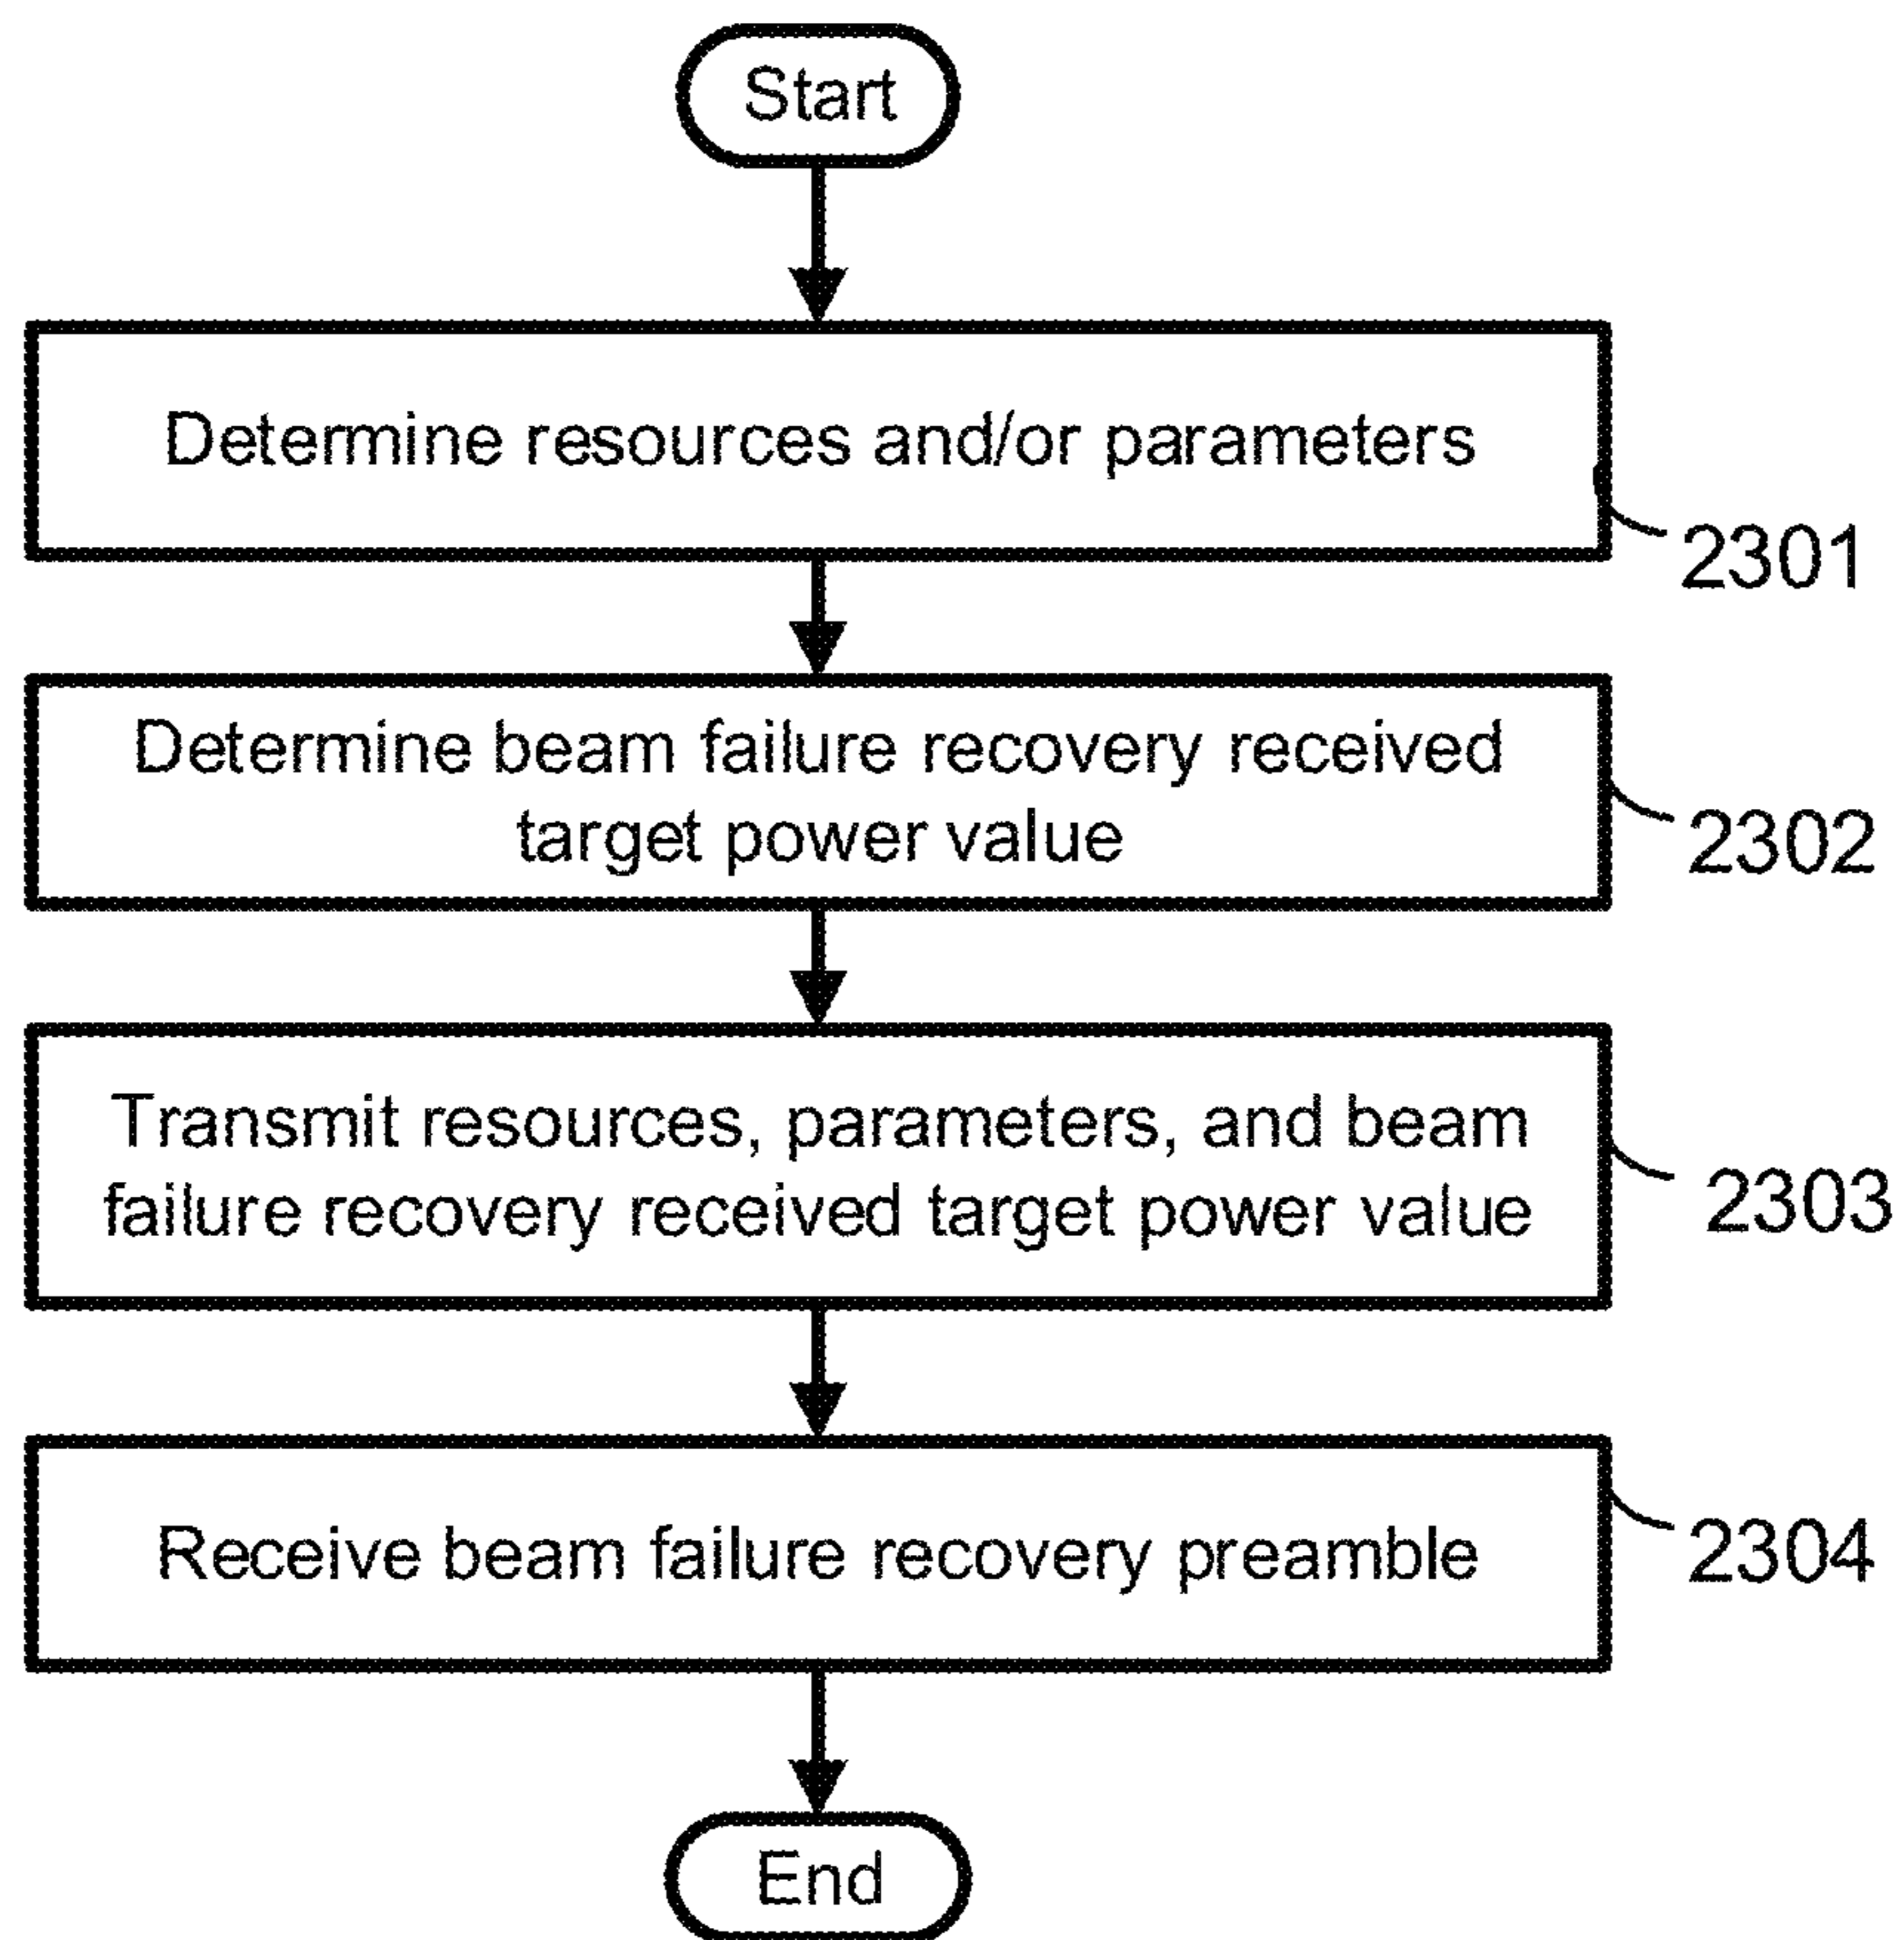 Start
Determine resources and/or parameters
2301
Determine beam failure recovery received
target power value
2302
Transmit resources, parameters, and beam
failure recovery received target power value
2303
Receive beam failure recovery preamble
2304
End